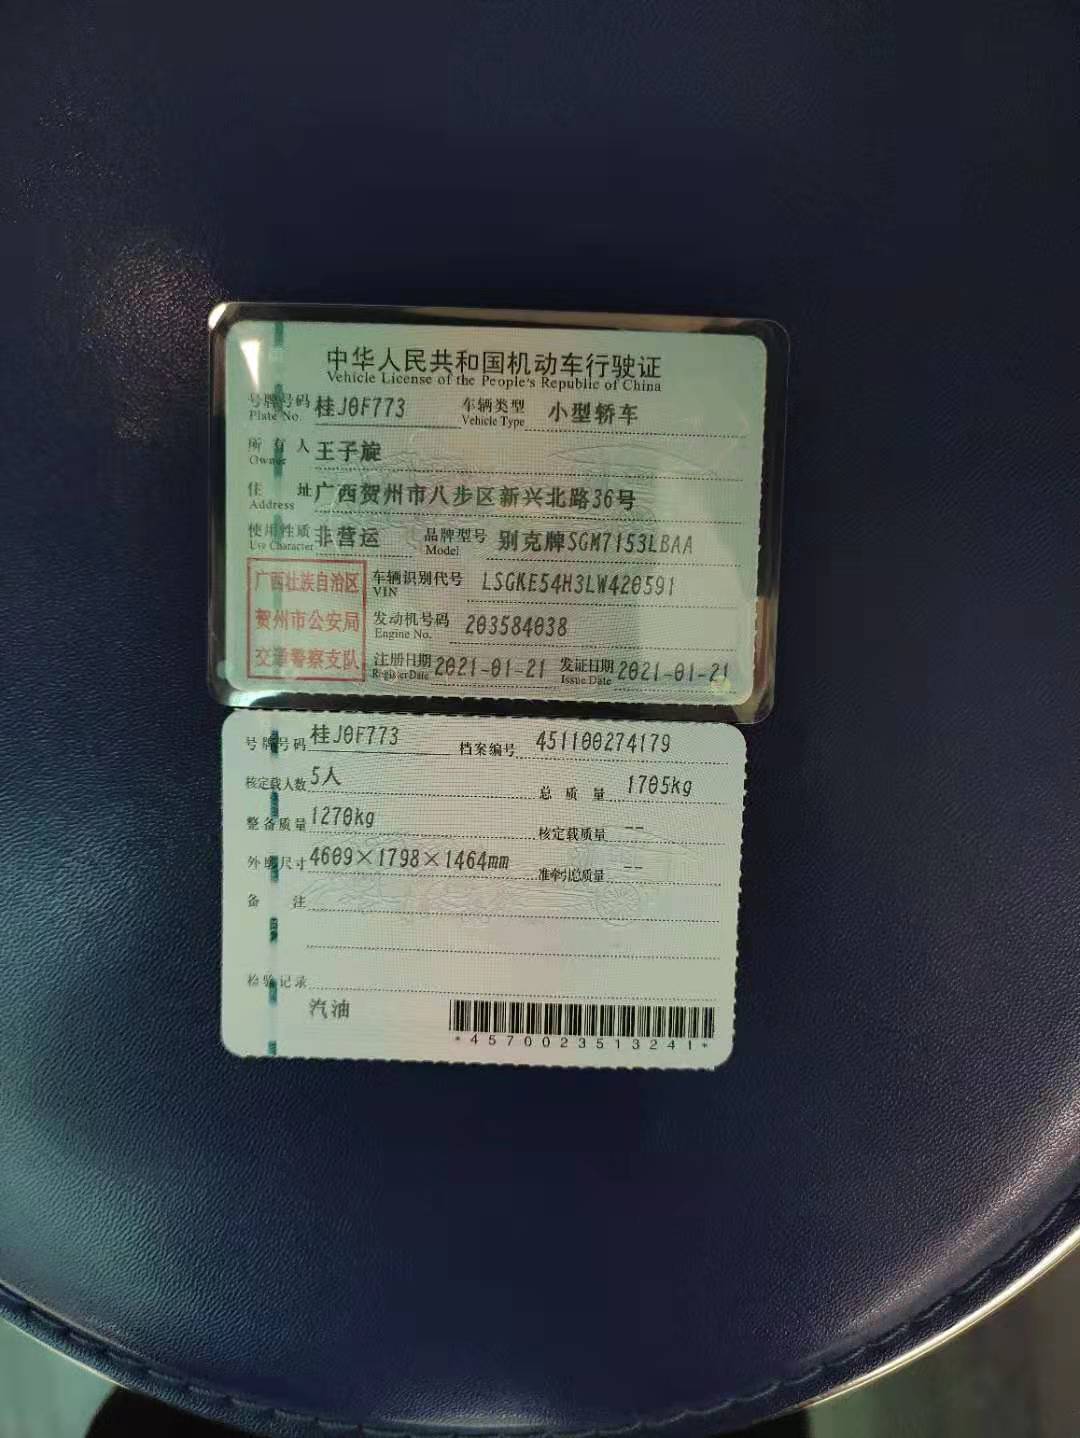 中华人民共和国机动车行驶证
Vehicle License of the People's Republic of China
号牌号码 Plate No. 桂J0F773 车辆类型 Vehicle Type 小型轿车
所有人 Owner 王子旋
住址 Address 广西贺州市八步区新兴北路36号
使用性质 Use Character 非营运 品牌型号 Model 别克牌SGM7153LBAA
广西壮族自治区
贺州市公安局
交通警察支队
车辆识别代号 VIN LSGKE54H3LW420591
发动机号码 Engine No. 203584038
注册日期 Register Date 2021-01-21 发证日期 Issue Date 2021-01-21
号牌号码 桂J0F773 档案编号 451100274179
核定载人数 5人 总质量 1705kg
整备质量 1270kg 核定载质量 --
外廓尺寸 4609×1798×1464mm 准牵引总质量 --
备注
检验记录
汽油
*4570023513241*